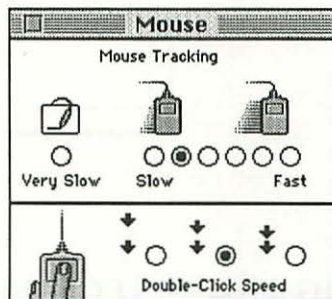 Mouse
Mouse Tracking
Very Slow Slow Fast
Double-Click Speed